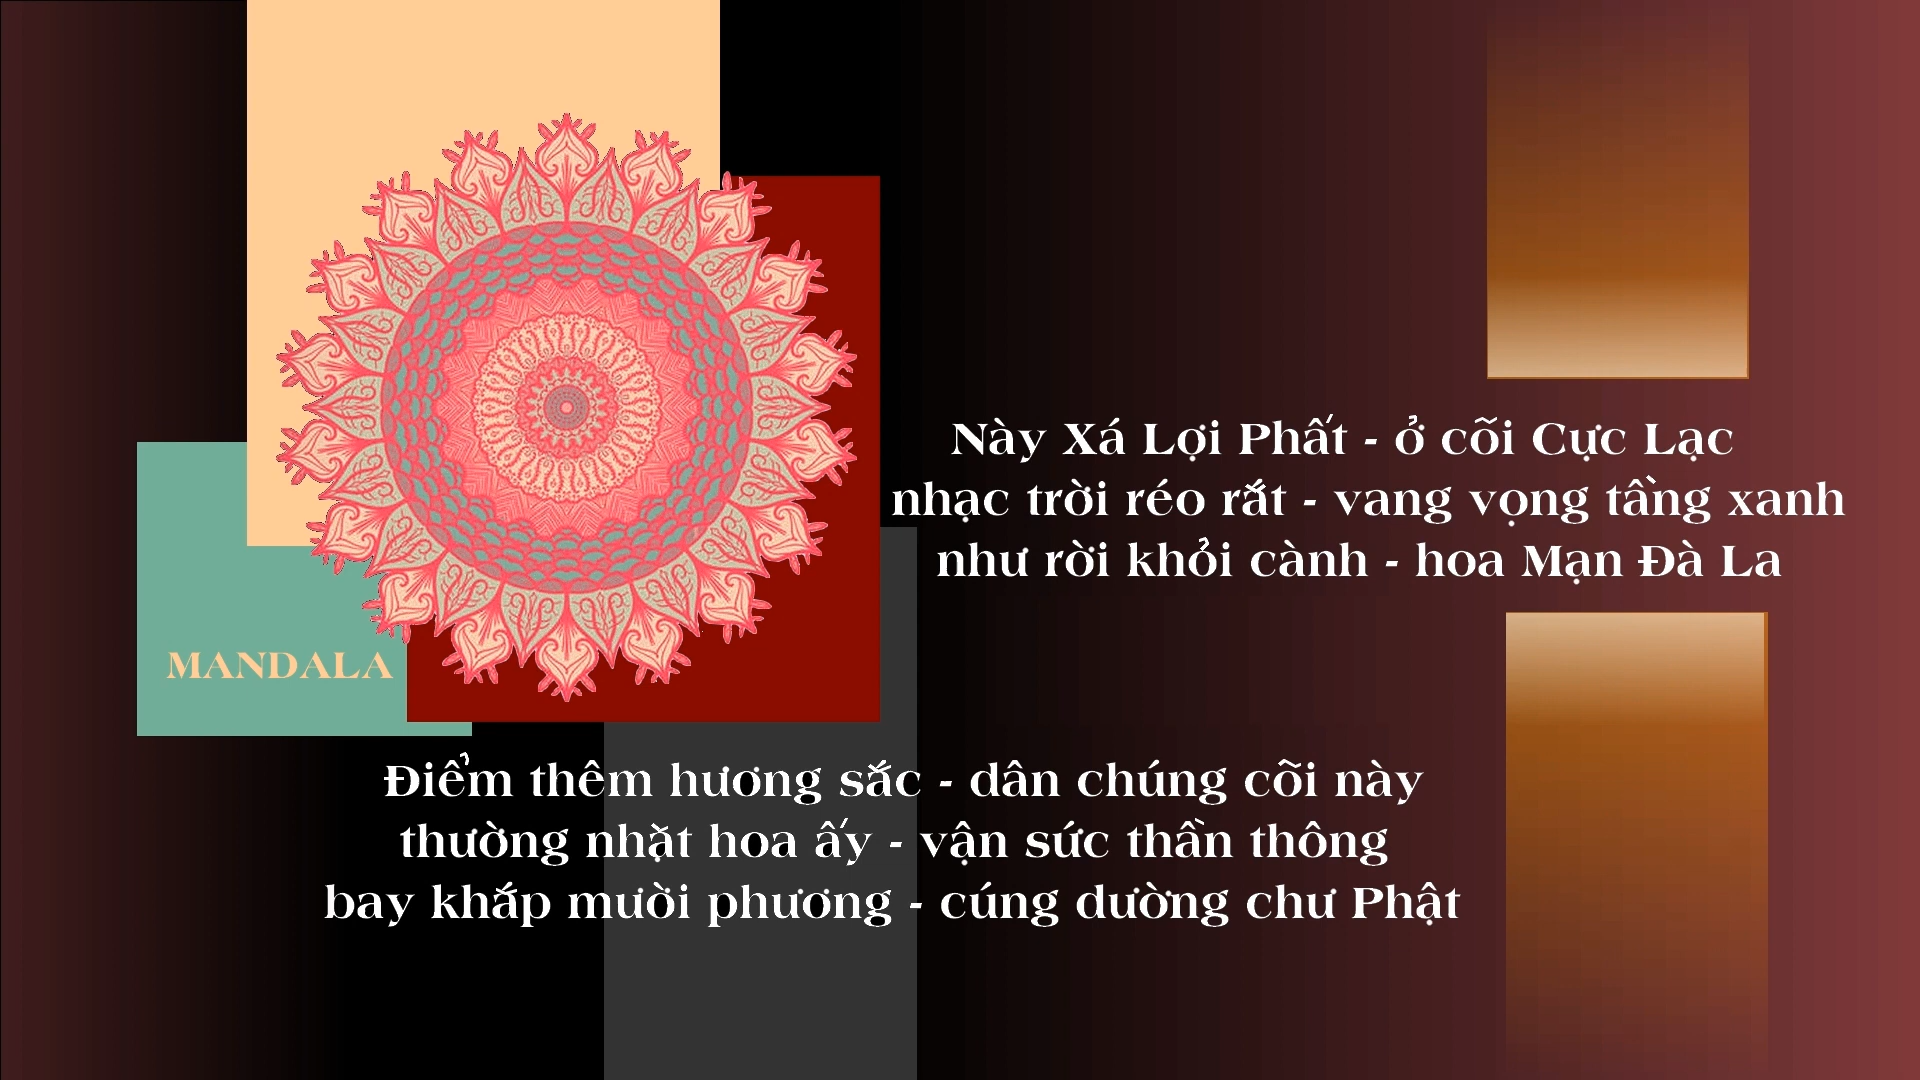 Này Xá Lợi Phất - ở cõi Cực Lạc
nhạc trời réo rắt - vang vọng tầng xanh
như rời khỏi cành - hoa Mạn Đà La
MANDALA
Điểm thêm hương sắc - dân chúng cõi này
thường nhặt hoa ấy - vận sức thần thông
bay khắp mười phương - cúng dường chư Phật